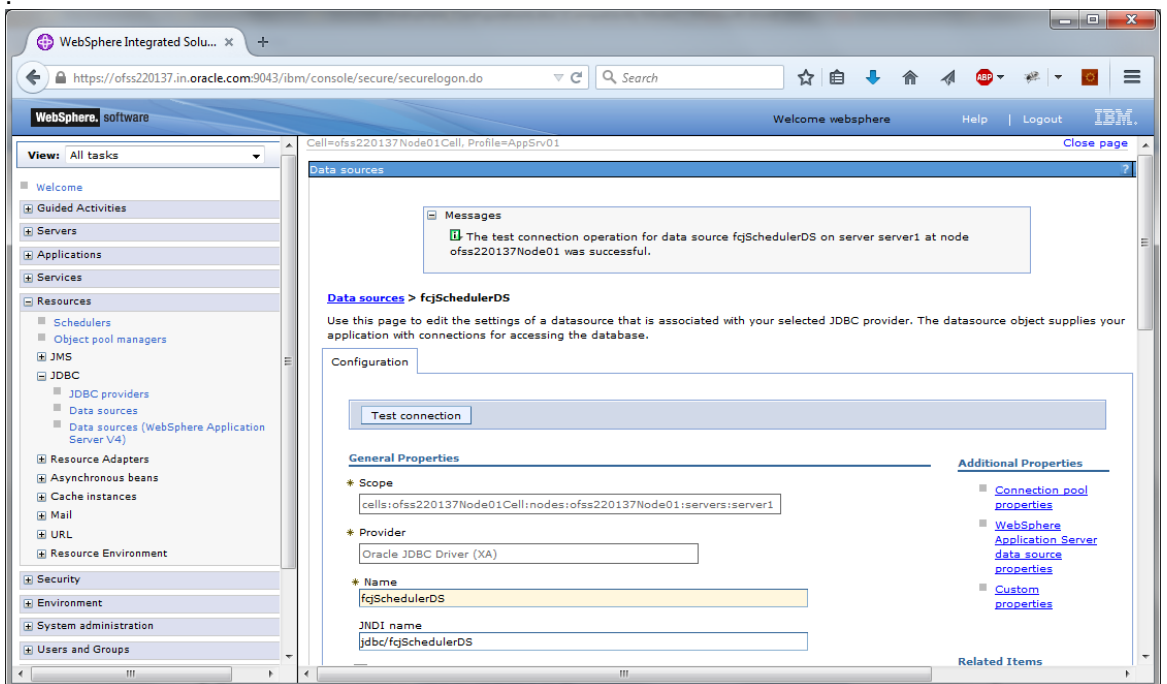 .
WebSphere Integrated Solu... × +
https://ofss220137.in.oracle.com:9043/ibm/console/secure/securelogon.do
Search
ABP
WebSphere. software
Welcome websphere
Help | Logout
IBM.
View: All tasks
Welcome
Guided Activities
Servers
Applications
Services
Resources
Schedulers
Object pool managers
JMS
JDBC
JDBC providers
Data sources
Data sources (WebSphere Application
Server V4)
Resource Adapters
Asynchronous beans
Cache instances
Mail
URL
Resource Environment
Security
Environment
System administration
Users and Groups
Cell=ofss220137Node01Cell, Profile=AppSrv01
Close page
Data sources
?
Messages
The test connection operation for data source fcjSchedulerDS on server server1 at node
ofss220137Node01 was successful.
Data sources > fcjSchedulerDS
Use this page to edit the settings of a datasource that is associated with your selected JDBC provider. The datasource object supplies your
application with connections for accessing the database.
Configuration
Test connection
General Properties
* Scope
cells:ofss220137Node01Cell:nodes:ofss220137Node01:servers:server1
* Provider
Oracle JDBC Driver (XA)
* Name
fcjSchedulerDS
JNDI name
jdbc/fcjSchedulerDS
Additional Properties
Connection pool
properties
WebSphere
Application Server
data source
properties
Custom
properties
Related Items